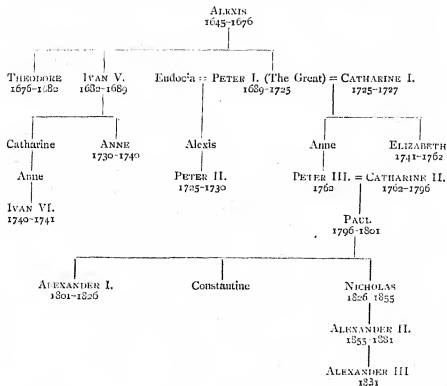 ALEXIS
1645-1676
THEODORE IVAN V. Eudocia = PETER I. (The Great) = CATHARINE I.
1676-1682 1682-1689 1689-1725 1725-1727
Catharine ANNE Alexis Anne ELIZABETH
1730-1740 1741-1762
Anne PETER II. PETER III. = CATHARINE II.
1725-1730 1762 1762-1796
IVAN VI. PAUL
1740-1741 1796-1801
ALEXANDER I. Constantine NICHOLAS
1801-1826 1826-1855
ALEXANDER II.
1855-1881
ALEXANDER III
1881